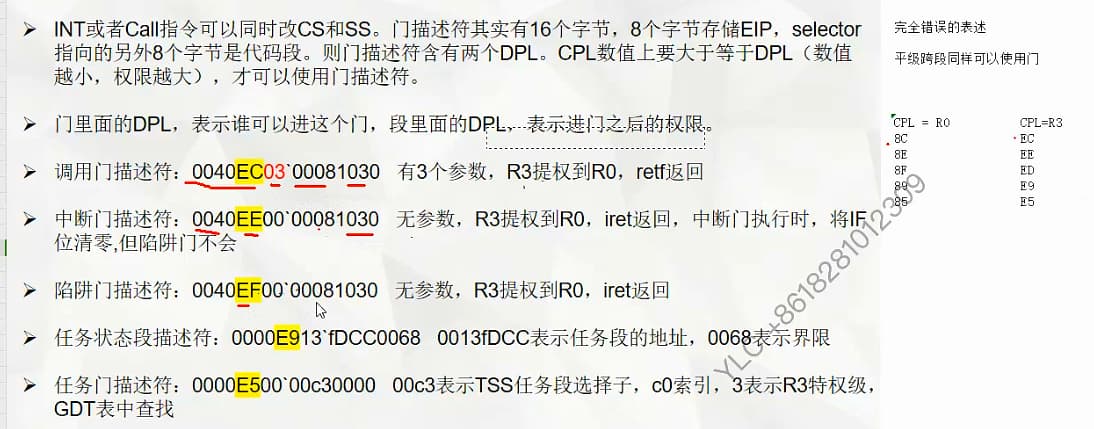 INT或者Call指令可以同时改CS和SS。门描述符其实有16个字节，8个字节存储EIP，selector
指向的另外8个字节是代码段。则门描述符含有两个DPL。CPL数值上要大于等于DPL（数值
越小，权限越大），才可以使用门描述符。
门里面的DPL，表示谁可以进这个门，段里面的DPL，表示进门之后的权限。
调用门描述符：0040EC03`00081030 有3个参数，R3提权到R0，retf返回
中断门描述符：0040EE00`00081030 无参数，R3提权到R0，iret返回，中断门执行时，将IF
位清零,但陷阱门不会
陷阱门描述符：0040EF00`00081030 无参数，R3提权到R0，iret返回
任务状态段描述符：0000E913`fDCC0068 0013fDCC表示任务段的地址，0068表示界限
任务门描述符：0000E500`00c30000 00c3表示TSS任务段选择子，c0索引，3表示R3特权级，
GDT表中查找
完全错误的表述
平级跨段同样可以使用门
CPL = R0 CPL=R3
8C EC
8E EE
8F ED
89 E9
85 E5
YLC:+8618281012309